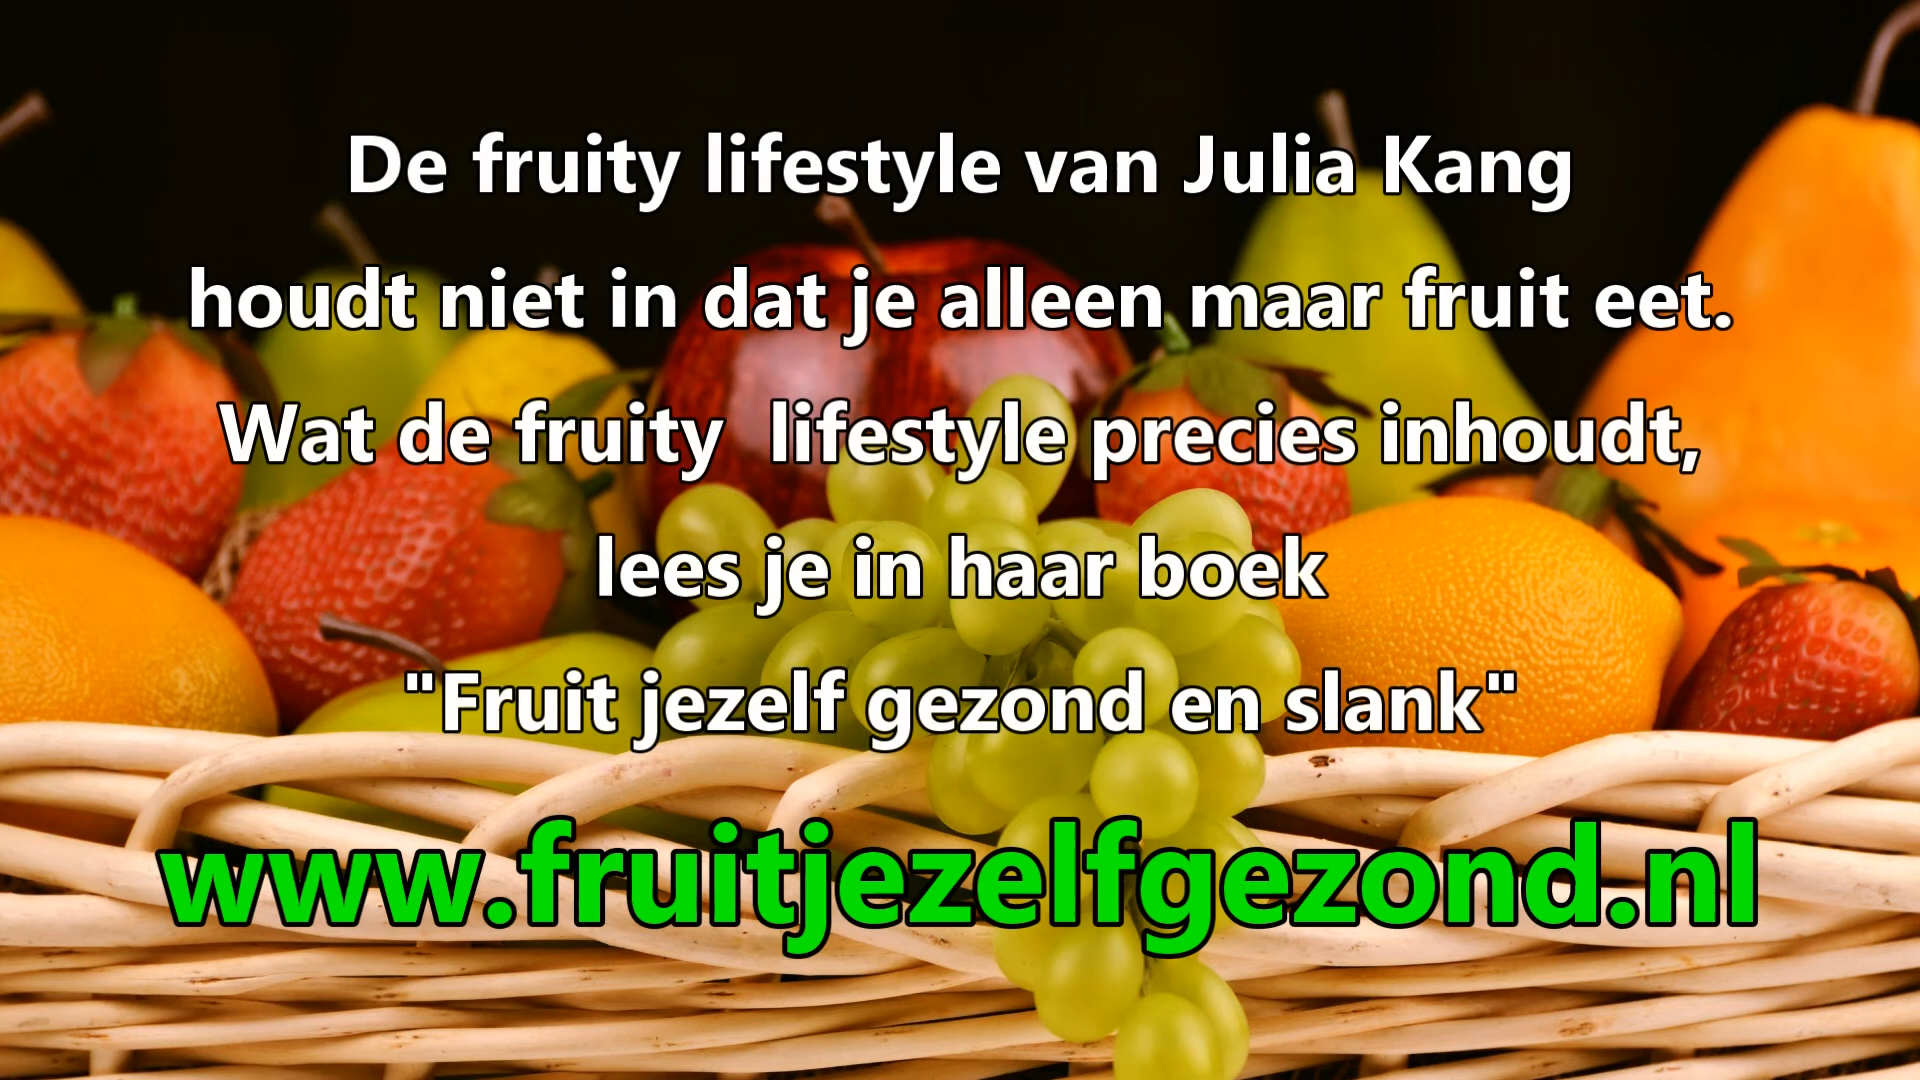 De fruity lifestyle van Julia Kang
houdt niet in dat je alleen maar fruit eet.
Wat de fruity  lifestyle precies inhoudt,
lees je in haar boek
"Fruit jezelf gezond en slank"
www.fruitjezelfgezond.nl